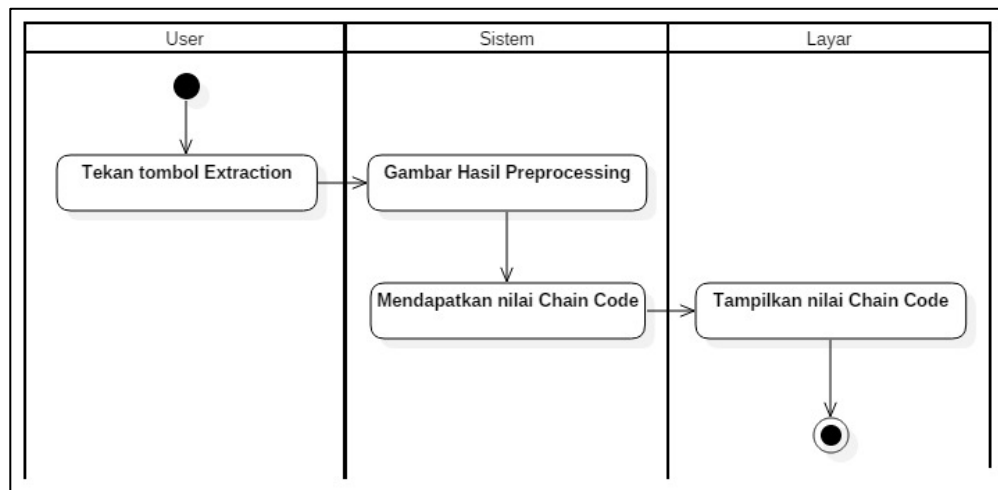 User
Sistem
Layar
Tekan tombol Extraction
Gambar Hasil Preprocessing
Mendapatkan nilai Chain Code
Tampilkan nilai Chain Code